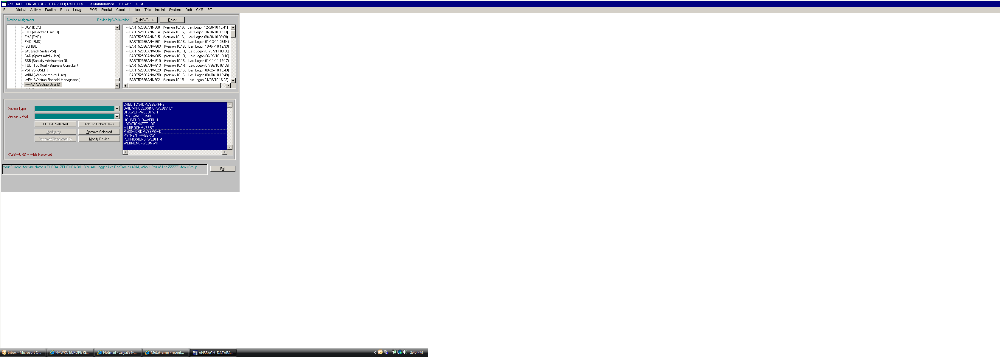 ANSBACH DATABASE (01/14/2003) Rel 10.1s File Maintenance 01/14/11 ADM
Func Global Activity Facility Pass League POS Rental Court Locker Trip Incdnt System Golf CYS PT
Device Assignment
Device by Workstation Build WS List Reset
DCA (DCA)
ERT (eRectrac User ID)
FM2 (FM2)
FMD (FMD)
ISO (ISO)
JAS (Jack Smiles VSI)
SAD (Sports Admin User)
SSB (Security Administrator-GUI)
TOD (Tod Scalf - Business Consultant)
VSI (VSI-USER)
WBM (Webtrac Master User)
WFM (Webtrac Financial Management)
WWW (Webtrac User ID)
BART5256GANN600 (Version 10.1S, Last Logon 12/20/10 15:41)
BART5256GANN614 (Version 10.1S, Last Logon 10/18/10 09:13)
BART5256GANN615 (Version 10.1S, Last Logon 09/20/10 09:09)
BART5256GANW601 (Version 10.1S, Last Logon 01/13/11 08:54)
BART5256GANW603 (Version 10.1S, Last Logon 10/04/10 12:33)
BART5256GANW604 (Version 10.1R, Last Logon 01/07/11 08:36)
BART5256GANW605 (Version 10.1R, Last Logon 06/29/10 13:10)
BART5256GANW610 (Version 10.1S, Last Logon 01/11/11 15:17)
BART5256GANW613 (Version 10.1R, Last Logon 07/26/10 07:58)
BART5256GANW629 (Version 10.1S, Last Logon 08/25/10 10:43)
BART5256GANW650 (Version 10.1S, Last Logon 08/30/10 10:49)
BART5259GANN602 (Version 10.1R, Last Logon 04/06/10 16:22)
Device Type
Device to Add
PURGE Selected Add To Linked Devs
Modify My ... Remove Selected
Rename/Clone WorkSt Modify Device
PASSWORD = WEB Password
CREDITCARD=WEBEXPRE
DAILY-PROCESSING=WEBDAILY
DRAWER=WEBDRWR
EMAIL=WEBEMAIL
HOUSEHOLD=WEBHH
LOCATION=ZZZ-LOC
MILBROCH=WEBRT
PASSWORD=WEBPSWD
PAYMENT=WEBPAY
PERMISSIONS=WEBPRM
WEBMENU=WEBMWR
Your Current Machine Name is EUROA-.ZELICHE-ix2nk. You Are Logged into RecTrac as ADM, Who is Part of The ZZZZZ Menu Group.
Exit
Inbox - Microsoft O... FMWRC EUROPE RE... Hotmail - zelya88@... MetaFrame Present... ANSBACH DATABA... 2:40 PM